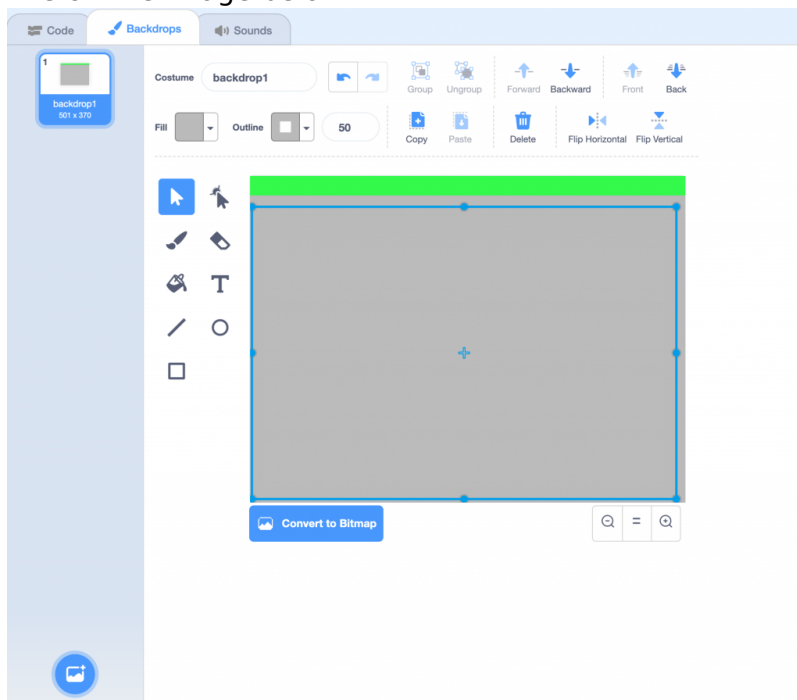 Code
Backdrops
Sounds
1
backdrop1
501 x 370
Costume
backdrop1
Group
Ungroup
Forward
Backward
Front
Back
Fill
Outline
50
Copy
Paste
Delete
Flip Horizontal
Flip Vertical
T
Convert to Bitmap